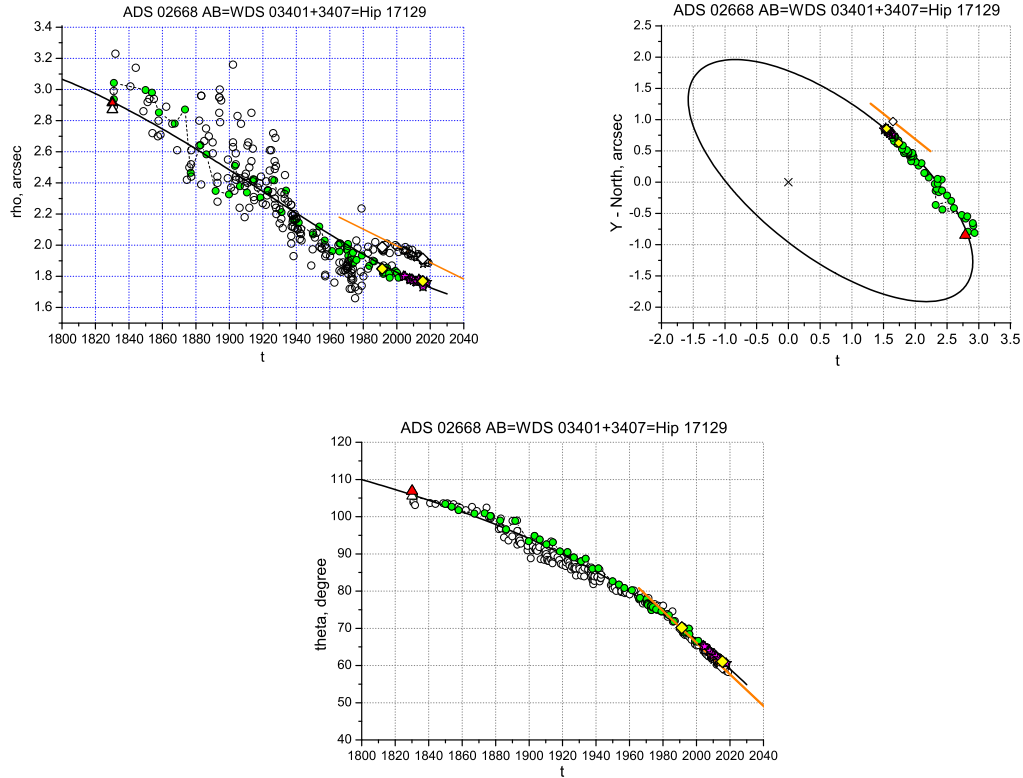 ADS 02668 AB=WDS 03401+3407=Hip 17129
3.4
3.2
3.0
2.8
2.6
2.4
2.2
2.0
1.8
1.6
rho, arcsec
1800 1820 1840 1860 1880 1900 1920 1940 1960 1980 2000 2020 2040
t
ADS 02668 AB=WDS 03401+3407=Hip 17129
2.5
2.0
1.5
1.0
0.5
0.0
-0.5
-1.0
-1.5
-2.0
Y - North, arcsec
-2.0 -1.5 -1.0 -0.5 0.0 0.5 1.0 1.5 2.0 2.5 3.0 3.5
t
ADS 02668 AB=WDS 03401+3407=Hip 17129
120
110
100
90
80
70
60
50
40
theta, degree
1800 1820 1840 1860 1880 1900 1920 1940 1960 1980 2000 2020 2040
t